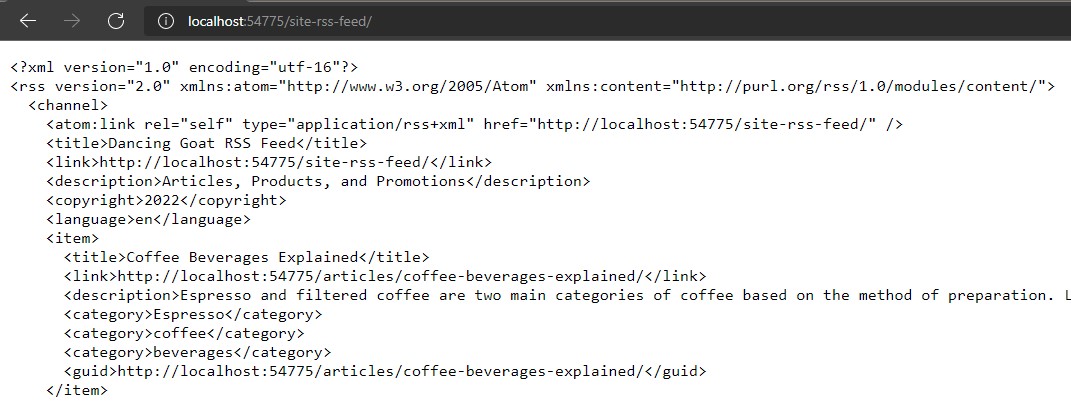 localhost:54775/site-rss-feed/
<?xml version="1.0" encoding="utf-16"?>
<rss version="2.0" xmlns:atom="http://www.w3.org/2005/Atom" xmlns:content="http://purl.org/rss/1.0/modules/content/">
<channel>
<atom:link rel="self" type="application/rss+xml" href="http://localhost:54775/site-rss-feed/" />
<title>Dancing Goat RSS Feed</title>
<link>http://localhost:54775/site-rss-feed/</link>
<description>Articles, Products, and Promotions</description>
<copyright>2022</copyright>
<language>en</language>
<item>
<title>Coffee Beverages Explained</title>
<link>http://localhost:54775/articles/coffee-beverages-explained/</link>
<description>Espresso and filtered coffee are two main categories of coffee based on the method of preparation. L
<category>Espresso</category>
<category>coffee</category>
<category>beverages</category>
<guid>http://localhost:54775/articles/coffee-beverages-explained/</guid>
</item>